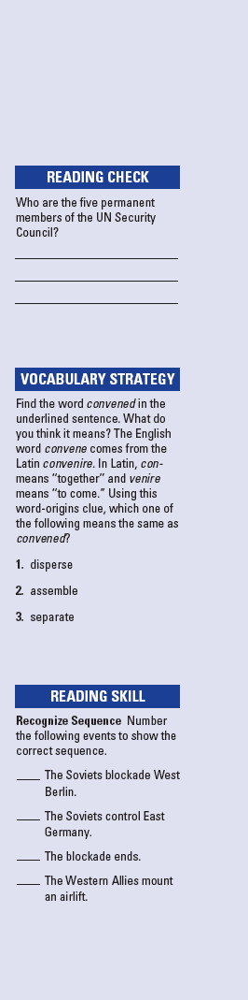 READING CHECK
Who are the five permanent
members of the UN Security
Council?
VOCABULARY STRATEGY
Find the word convened in the
underlined sentence. What do
you think it means? The English
word convene comes from the
Latin convenire. In Latin, con-
means “together” and venire
means “to come.” Using this
word-origins clue, which one of
the following means the same as
convened?
1. disperse
2. assemble
3. separate
READING SKILL
Recognize Sequence Number
the following events to show the
correct sequence.
____ The Soviets blockade West
Berlin.
____ The Soviets control East
Germany.
____ The blockade ends.
____ The Western Allies mount
an airlift.